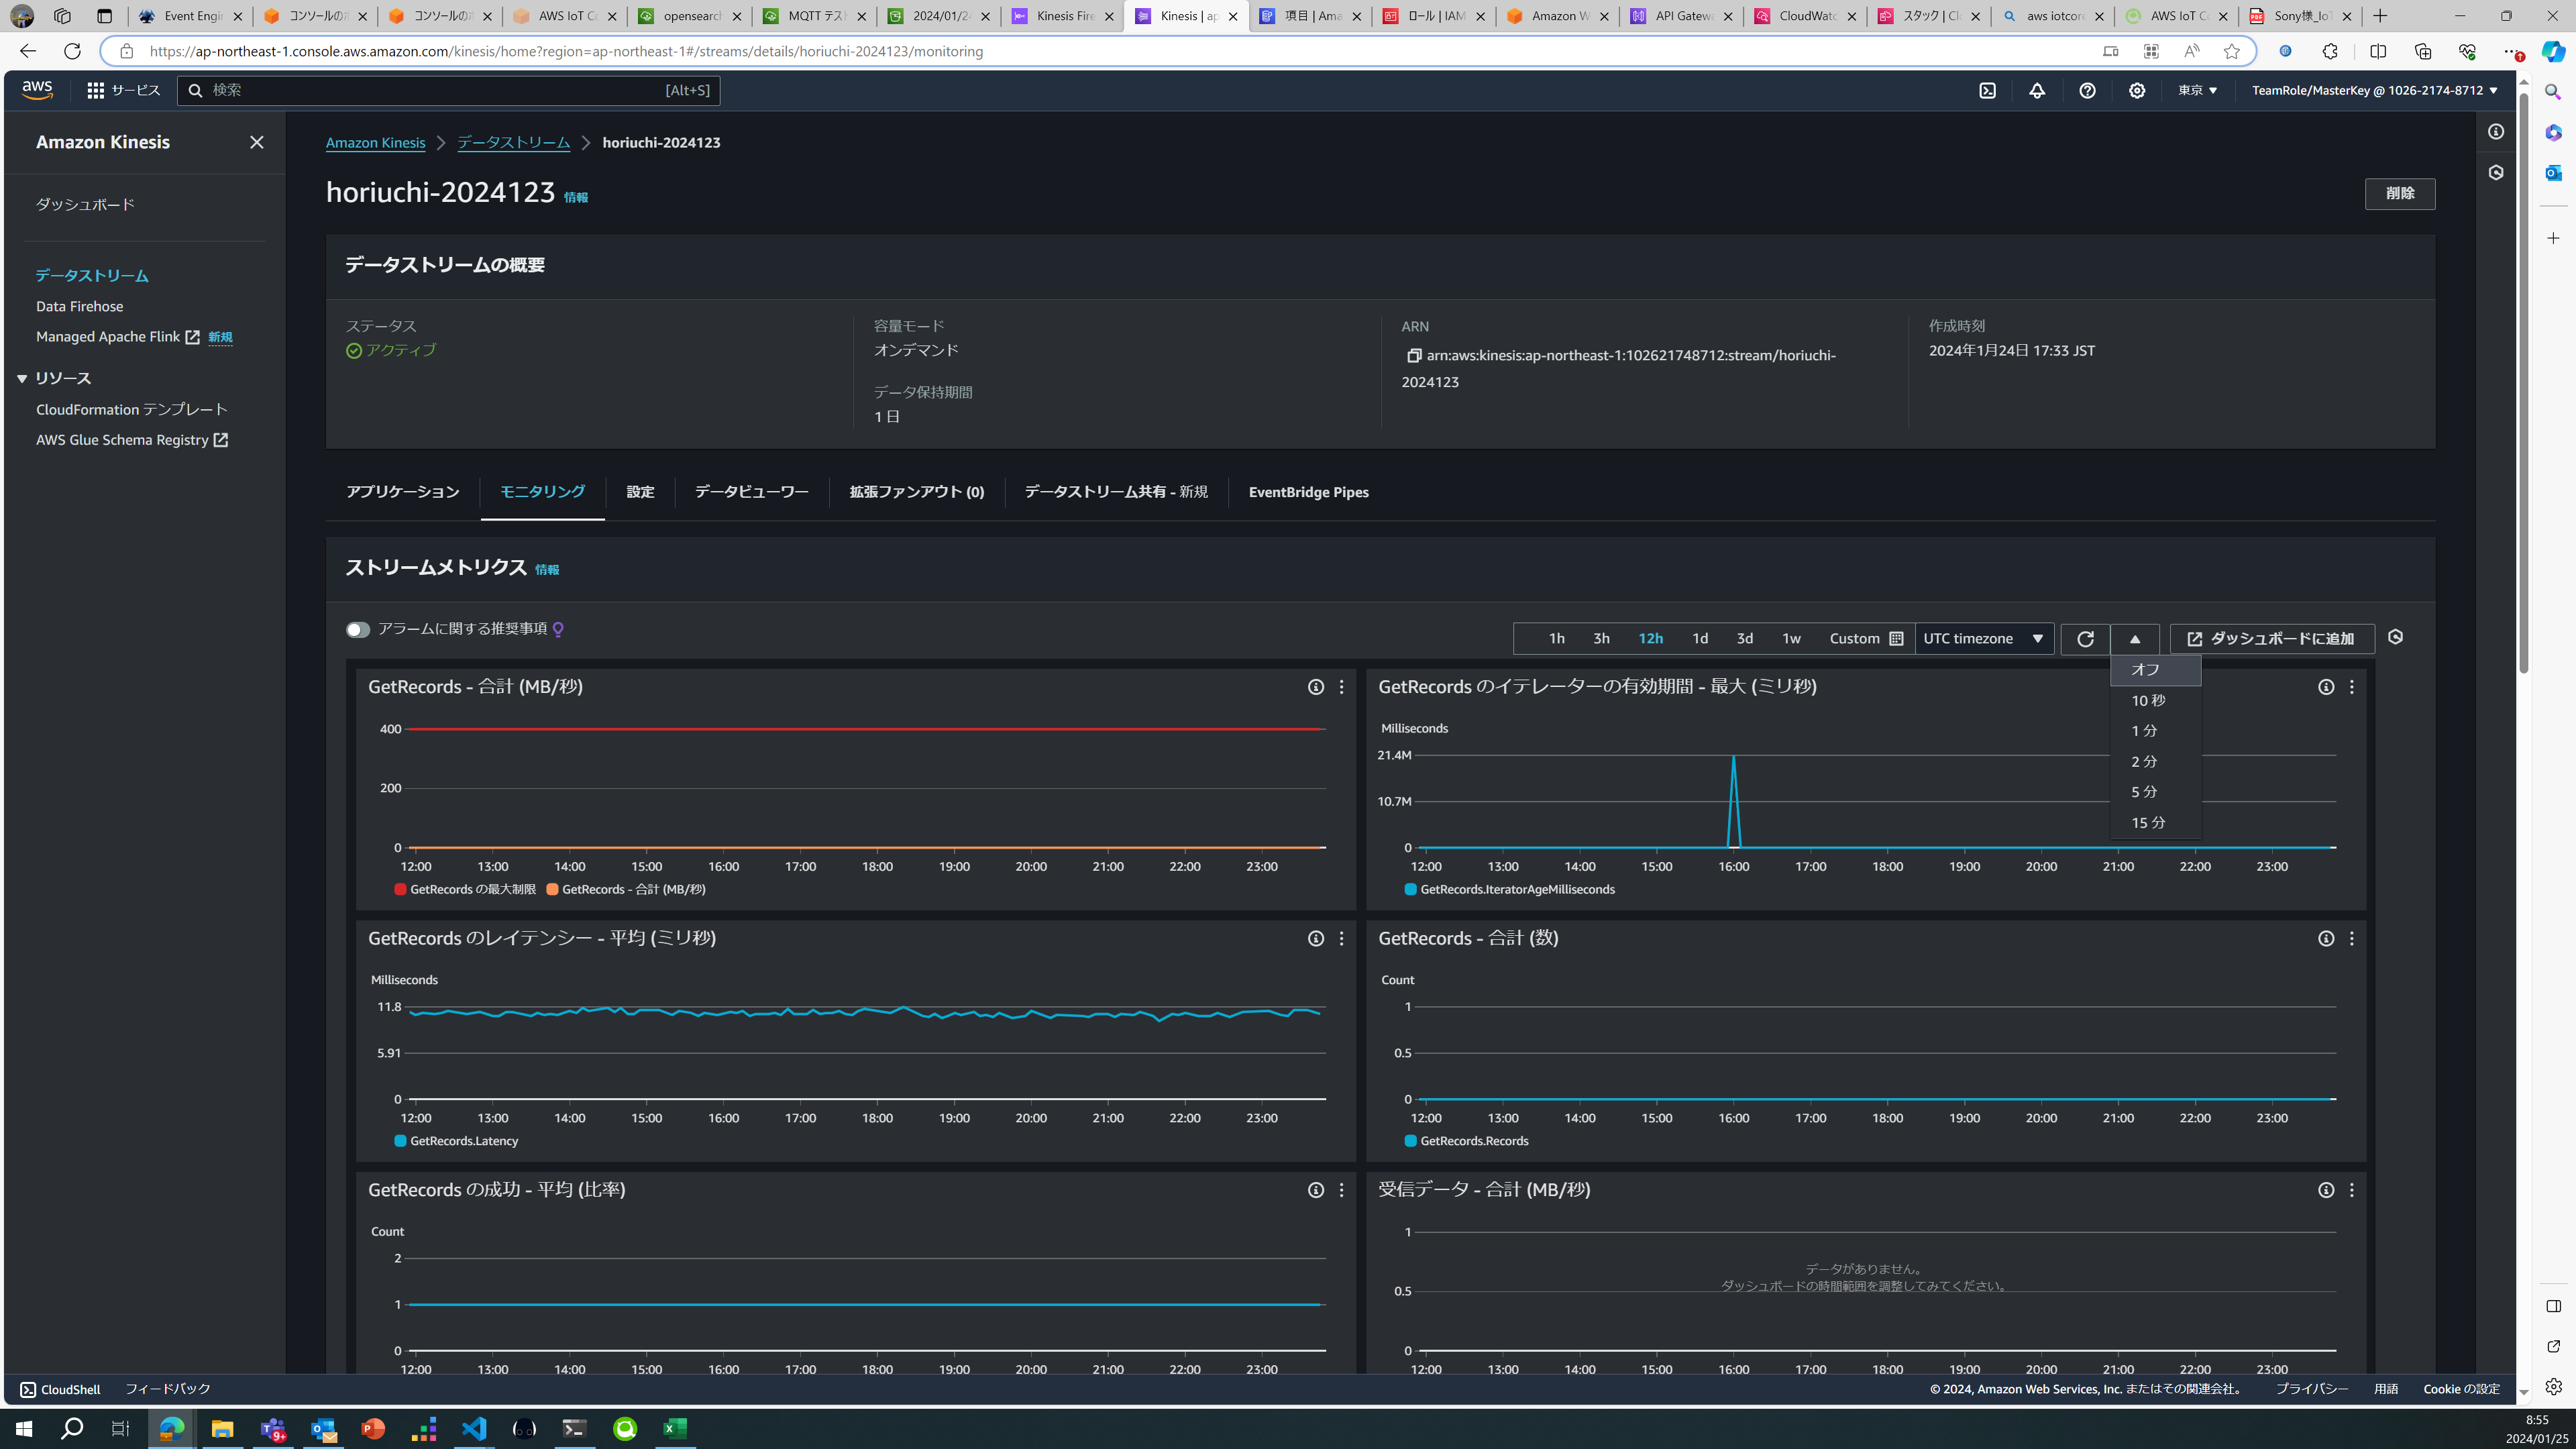 Event Engin
コンソールのホ
コンソールのホ
AWS IoT Co
opensearch
MQTT テスト
2024/01/24
Kinesis Fire
Kinesis | ap
項目 | Ama
ロール | IAM
Amazon W
API Gatewa
CloudWatc
スタック | Clo
aws iotcore
AWS IoT Co
Sony様_IoT
https://ap-northeast-1.console.aws.amazon.com/kinesis/home?region=ap-northeast-1#/streams/details/horiuchi-2024123/monitoring
aws
サービス
検索
[Alt+S]
東京
TeamRole/MasterKey @ 1026-2174-8712
Amazon Kinesis
ダッシュボード
データストリーム
Data Firehose
Managed Apache Flink 新規
リソース
CloudFormation テンプレート
AWS Glue Schema Registry
Amazon Kinesis
データストリーム
horiuchi-2024123
horiuchi-2024123 情報
削除
データストリームの概要
ステータス
アクティブ
容量モード
オンデマンド
データ保持期間
1 日
ARN
arn:aws:kinesis:ap-northeast-1:102621748712:stream/horiuchi-
2024123
作成時刻
2024年1月24日 17:33 JST
アプリケーション
モニタリング
設定
データビューワー
拡張ファンアウト (0)
データストリーム共有 - 新規
EventBridge Pipes
ストリームメトリクス 情報
アラームに関する推奨事項
1h 3h 12h 1d 3d 1w Custom
UTC timezone
ダッシュボードに追加
オフ
10 秒
1 分
2 分
5 分
15 分
GetRecords - 合計 (MB/秒)
400
200
0
12:00 13:00 14:00 15:00 16:00 17:00 18:00 19:00 20:00 21:00 22:00 23:00
GetRecords の最大制限 GetRecords - 合計 (MB/秒)
GetRecords のイテレーターの有効期間 - 最大 (ミリ秒)
Milliseconds
21.4M
10.7M
0
12:00 13:00 14:00 15:00 16:00 17:00 18:00 19:00 20:00 21:00 22:00 23:00
GetRecords.IteratorAgeMilliseconds
GetRecords のレイテンシー - 平均 (ミリ秒)
Milliseconds
11.8
5.91
0
12:00 13:00 14:00 15:00 16:00 17:00 18:00 19:00 20:00 21:00 22:00 23:00
GetRecords.Latency
GetRecords - 合計 (数)
Count
1
0.5
0
12:00 13:00 14:00 15:00 16:00 17:00 18:00 19:00 20:00 21:00 22:00 23:00
GetRecords.Records
GetRecords の成功 - 平均 (比率)
Count
2
1
0
12:00 13:00 14:00 15:00 16:00 17:00 18:00 19:00 20:00 21:00 22:00 23:00
受信データ - 合計 (MB/秒)
1
データがありません。
ダッシュボードの時間範囲を調整してみてください。
0.5
0
12:00 13:00 14:00 15:00 16:00 17:00 18:00 19:00 20:00 21:00 22:00 23:00
CloudShell
フィードバック
© 2024, Amazon Web Services, Inc. またはその関連会社。
プライバシー
用語
Cookie の設定
9+
8:55
2024/01/25